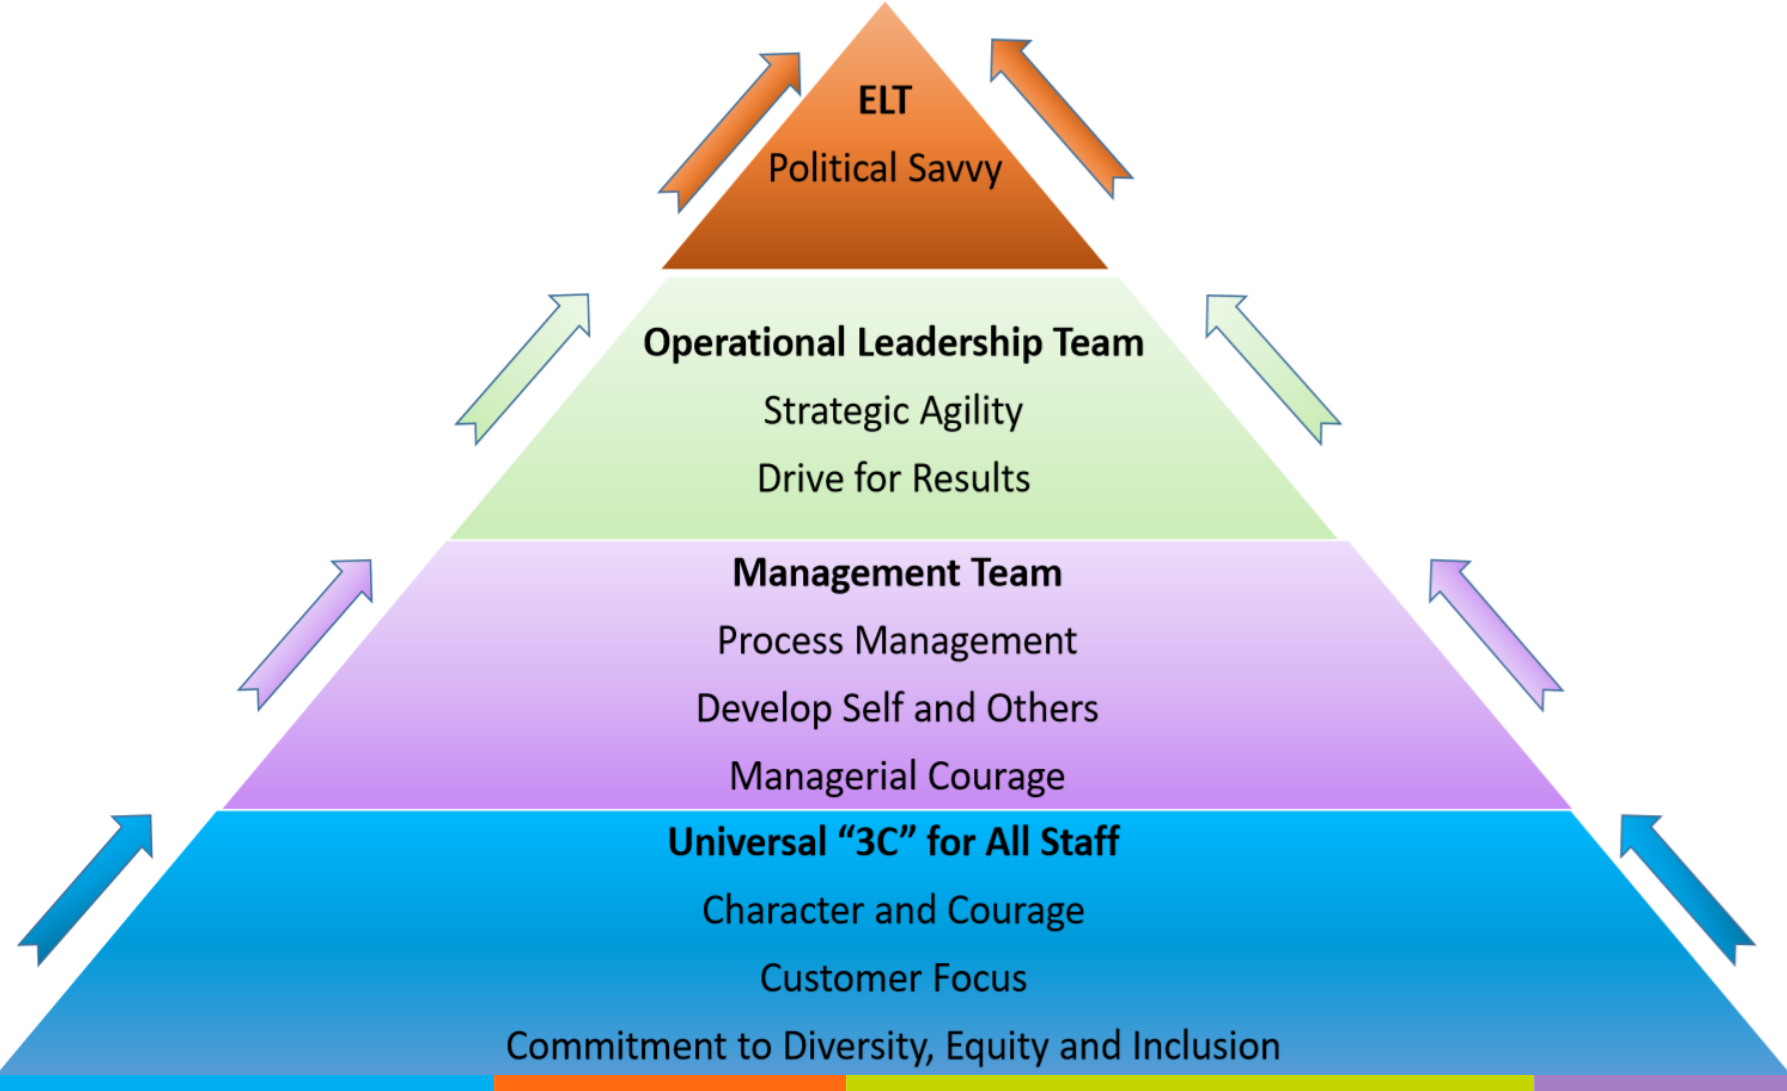 ELT
Political Savvy
Operational Leadership Team
Strategic Agility
Drive for Results
Management Team
Process Management
Develop Self and Others
Managerial Courage
Universal “3C” for All Staff
Character and Courage
Customer Focus
Commitment to Diversity, Equity and Inclusion